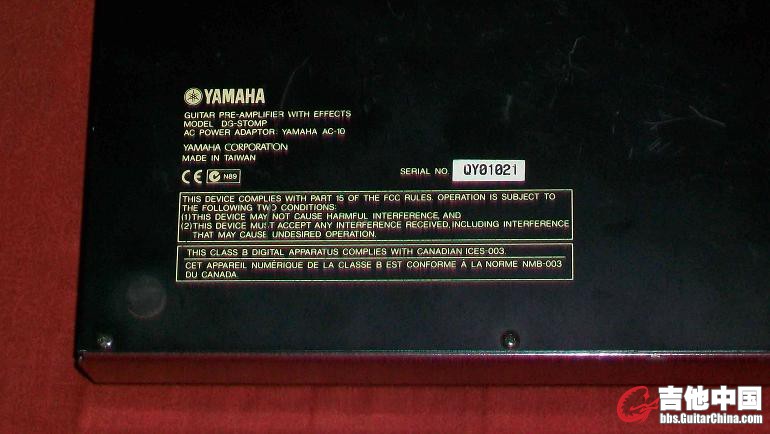 YAMAHA
GUITAR PRE-AMPLIFIER WITH EFFECTS
MODEL DG-STOMP
AC POWER ADAPTOR: YAMAHA AC-10
YAMAHA CORPORATION
MADE IN TAIWAN
CE N89
SERIAL NO. QY01021
THIS DEVICE COMPLIES WITH PART 15 OF THE FCC RULES. OPERATION IS SUBJECT TO
THE FOLLOWING TWO CONDITIONS:
(1)THIS DEVICE MAY NOT CAUSE HARMFUL INTERFERENCE, AND
(2)THIS DEVICE MUST ACCEPT ANY INTERFERENCE RECEIVED, INCLUDING INTERFERENCE
THAT MAY CAUSE UNDESIRED OPERATION.
THIS CLASS B DIGITAL APPARATUS COMPLIES WITH CANADIAN ICES-003.
CET APPAREIL NUMÉRIQUE DE LA CLASSE B EST CONFORME À LA NORME NMB-003
DU CANADA.
吉他中国
bbs.GuitarChina.com